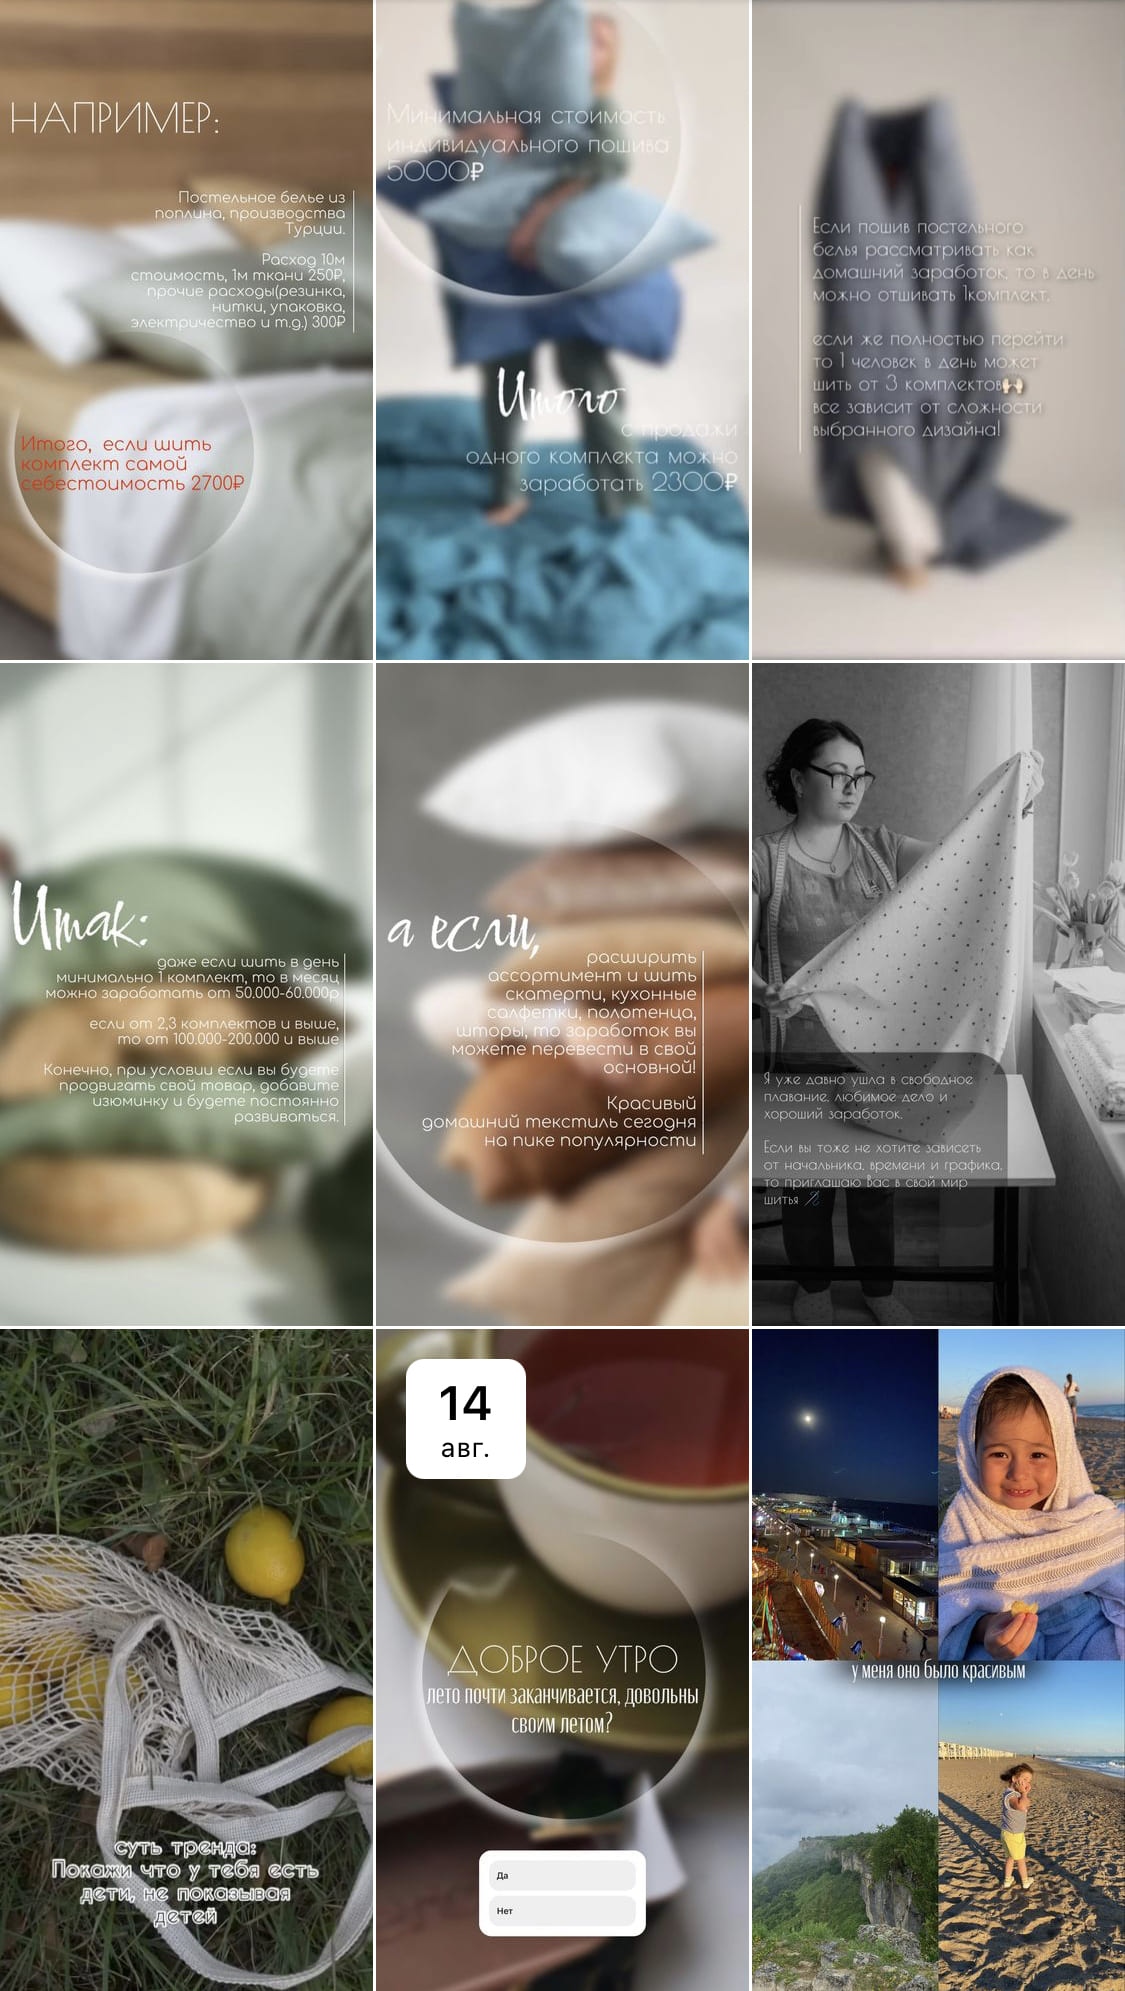 НАПРИМЕР:
Постельное белье из
поплина, производства
Турции.
Расход 10м
стоимость, 1м ткани 250₽,
прочие расходы(резинка,
нитки, упаковка,
электричество и т.д.) 300₽
Итого, если шить
комплект самой
себестоимость 2700₽
Минимальная стоимость
индивидуального пошива
5000₽
Итого
с продажи
одного комплекта можно
заработать 2300₽
Если пошив постельного
белья рассматривать как
домашний заработок, то в день
можно отшивать 1комплект,
если же полностью перейти
то 1 человек в день может
шить от 3 комплектов🙌🏻
все зависит от сложности
выбранного дизайна!
Итак:
даже если шить в день
минимально 1 комплект, то в месяц
можно заработать от 50.000-60.000р
если от 2,3 комплектов и выше,
то от 100.000-200.000 и выше
Конечно, при условии если вы будете
продвигать свой товар, добавите
изюминку и будете постоянно
развиваться.
а если,
расширить
ассортимент и шить
скатерти, кухонные
салфетки, полотенца,
шторы, то заработок вы
можете перевести в свой
основной!
Красивый
домашний текстиль сегодня
на пике популярности
Я уже давно ушла в свободное
плавание, любимое дело и
хороший заработок.
Если вы тоже не хотите зависеть
от начальника, времени и графика,
то приглашаю Вас в свой мир
шитья 🪡
суть тренда:
Покажи что у тебя есть
дети, не показывая
детей
14
авг.
ДОБРОЕ УТРО
лето почти заканчивается, довольны
своим летом?
Да
Нет
у меня оно было красивым